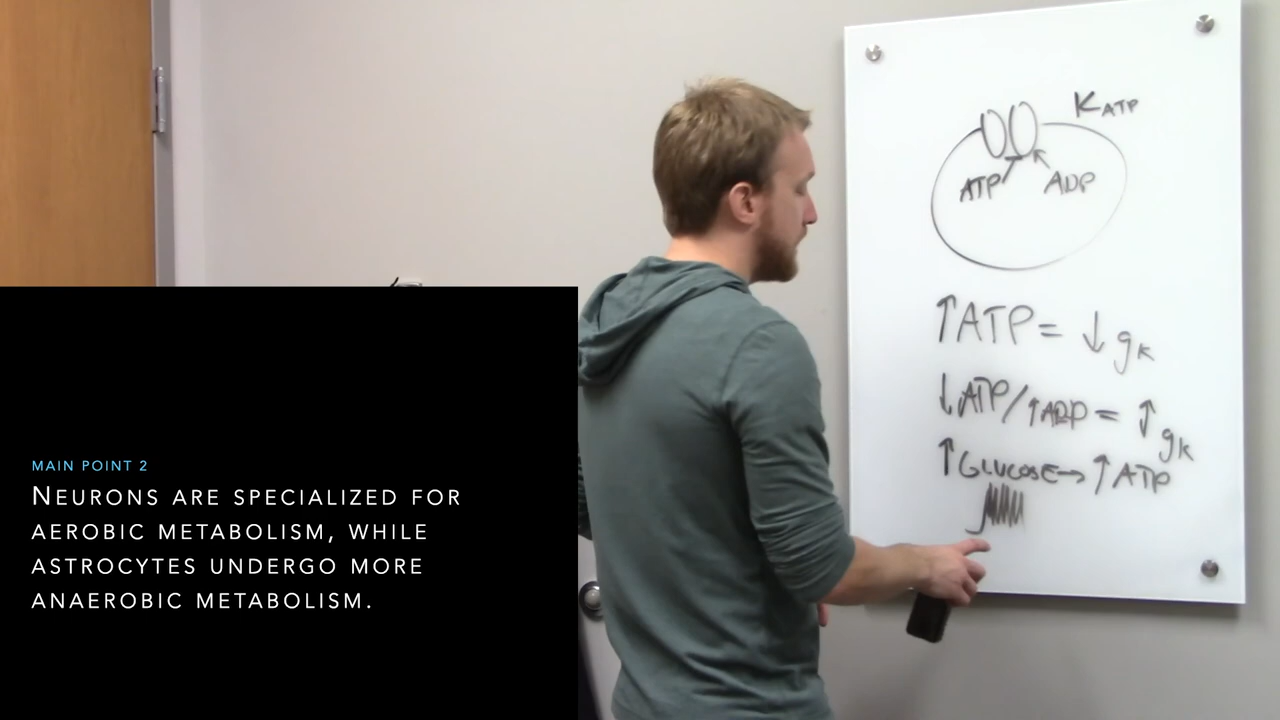 MAIN POINT 2
NEURONS ARE SPECIALIZED FOR
AEROBIC METABOLISM, WHILE
ASTROCYTES UNDERGO MORE
ANAEROBIC METABOLISM.
KATP
ATP
ADP
↑ATP = ↓gK
↓ATP/↑ADP = ↑gK
↑GLUCOSE→↑ATP